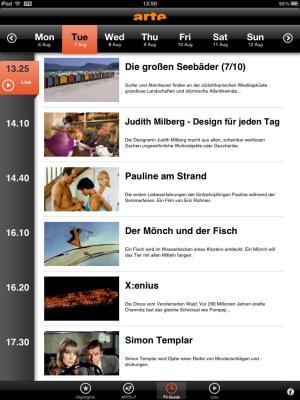 iPad VPN 13:50 93%
arte
Mon Tue Wed Thu Fri Sat Sun
6 Aug 7 Aug 8 Aug 9 Aug 10 Aug 11 Aug 12 Aug
13.25
Live
Die großen Seebäder (7/10)
Surfer und Abenteurer finden an der südafrikanischen Westkapküste
grandiose Landschaften und stürmische Atlantikwinde...
14.10
Judith Milberg - Design für jeden Tag
Die Designerin Judith Milberg macht aus allem, scheinbar wertlosen
Sachen ungewöhnliche Wohnobjekte oder Geschenke.
14.40
Pauline am Strand
Die ersten Liebeserfahrungen der fünfzehnjährigen Pauline während der
Sommerferien. Ein Film von Eric Rohmer.
16.10
Der Mönch und der Fisch
Ein Fisch wird im Wasserbecken eines Klosters entdeckt. Ein Mönch will
das Tier mit allen Mitteln fangen.
16.20
X:enius
Die Dinos vom Versteinerten Wald: Vor 290 Millionen Jahren ereilte
Chemnitz fast das gleiche Schicksal wie Pompeji...
17.30
Simon Templar
Simon Templar wird Opfer einer Reihe von Mordanschlägen und -
drohungen.
Highlights ARTE+7 TV Guide Live